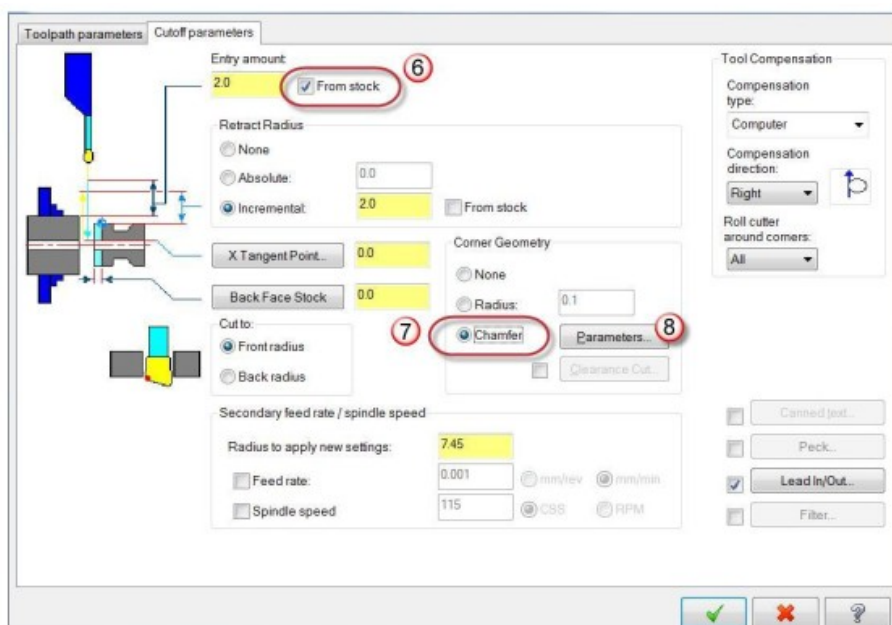 Toolpath parameters Cutoff parameters
Entry amount:
2.0 From stock 6
Retract Radius
None
Absolute: 0.0
Incremental: 2.0 From stock
X Tangent Point... 0.0
Back Face Stock 0.0
Cut to:
Front radius
Back radius
Corner Geometry
None
Radius: 0.1
7 Chamfer Parameters... 8
Clearance Cut...
Secondary feed rate / spindle speed
Radius to apply new settings: 7.45
Feed rate: 0.001 mm/rev mm/min
Spindle speed 115 CSS RPM
Tool Compensation
Compensation
type:
Computer
Compensation
direction:
Right
Roll cutter
around corners:
All
Canned text...
Peck...
Lead In/Out...
Filter...
?